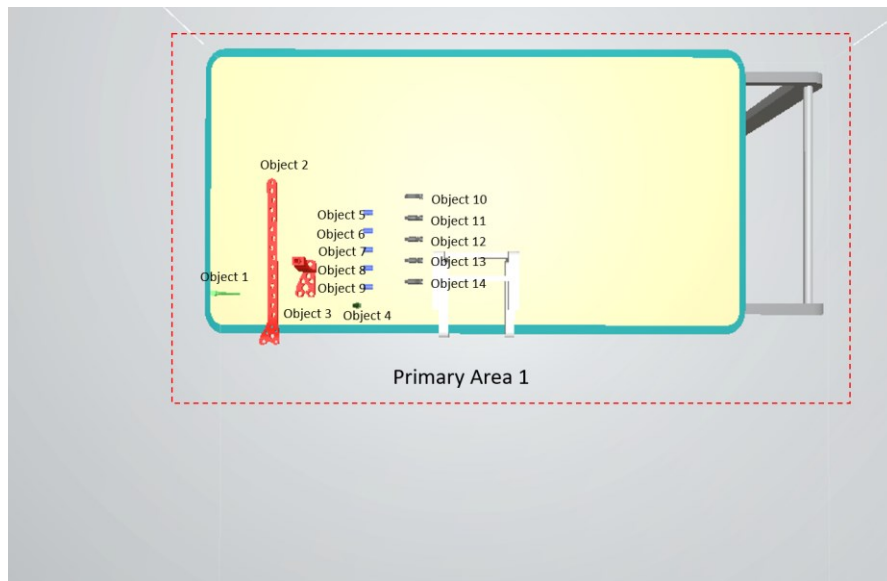 Object 2
Object 10
Object 5
Object 11
Object 6
Object 12
Object 7
Object 13
Object 8
Object 1
Object 14
Object 9
Object 3
Object 4
Primary Area 1